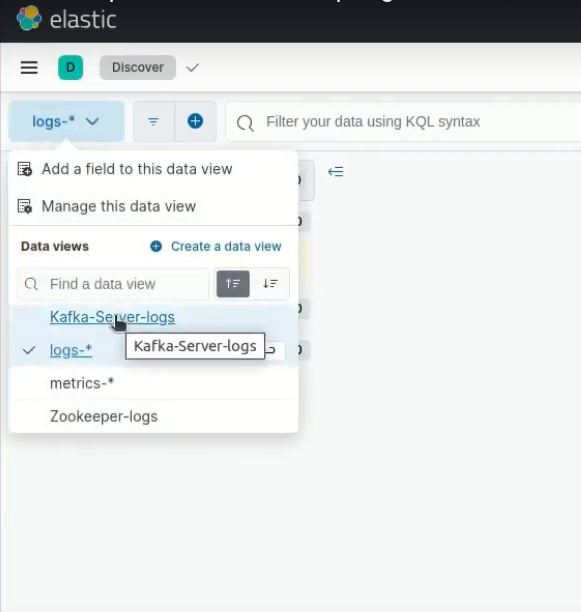 elastic
D Discover
logs-* Filter your data using KQL syntax
Add a field to this data view
Manage this data view
Data views Create a data view
Find a data view
Kafka-Server-logs
Kafka-Server-logs
logs-*
metrics-*
Zookeeper-logs